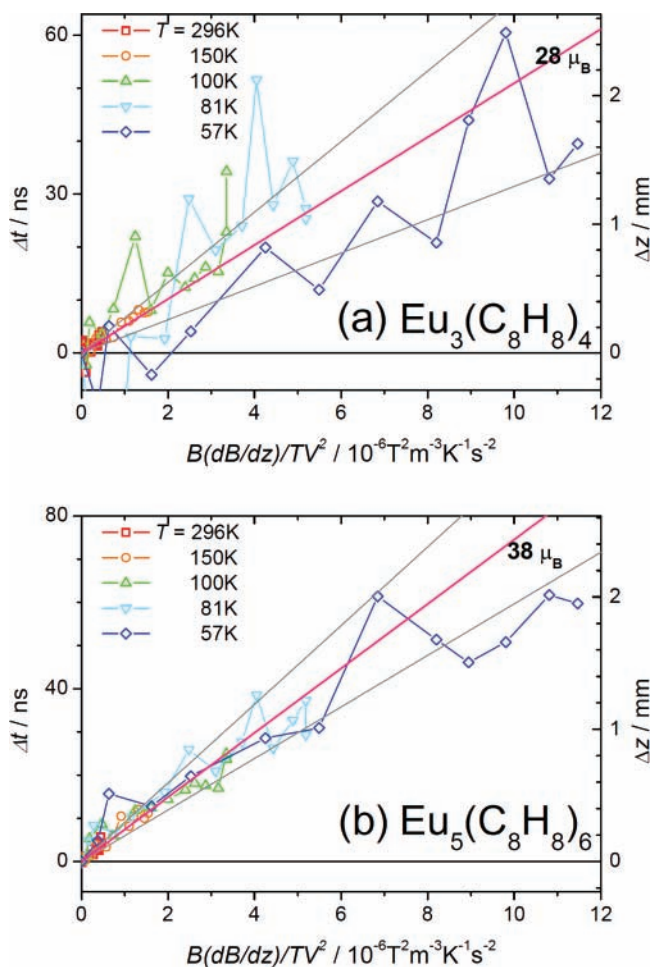 60
30
0
Δt / ns
T = 296K
150K
100K
81K
57K
28 μB
2
1
0
Δz / mm
(a) Eu3(C8H8)4
0 2 4 6 8 10 12
B(dB/dz)/TV² / 10⁻⁶T²m⁻³K⁻¹s⁻²
80
40
0
Δt / ns
T = 296K
150K
100K
81K
57K
38 μB
2
1
0
Δz / mm
(b) Eu5(C8H8)6
0 2 4 6 8 10 12
B(dB/dz)/TV² / 10⁻⁶T²m⁻³K⁻¹s⁻²